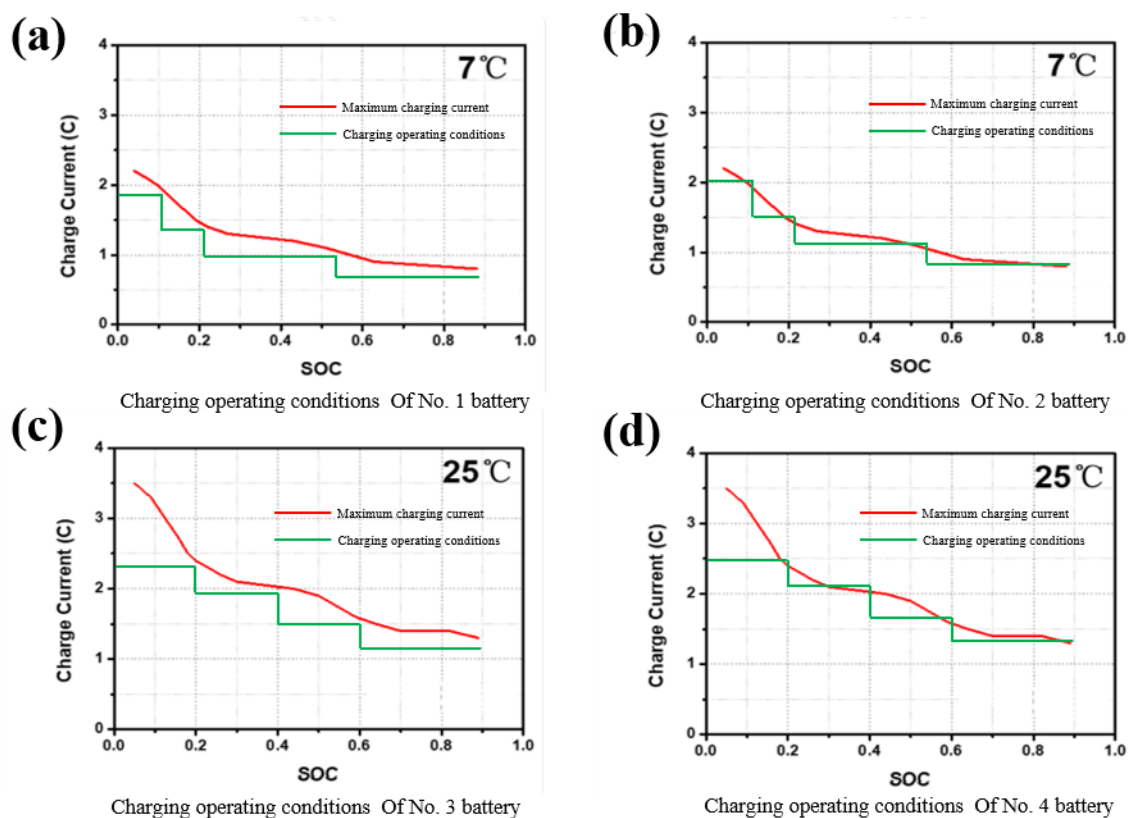 (a)
7℃
Maximum charging current
Charging operating conditions
Charge Current (C)
4
3
2
1
0
0.0 0.2 0.4 0.6 0.8 1.0
SOC
Charging operating conditions Of No. 1 battery
(b)
7℃
Maximum charging current
Charging operating conditions
Charge Current (C)
4
3
2
1
0
0.0 0.2 0.4 0.6 0.8 1.0
SOC
Charging operating conditions Of No. 2 battery
(c)
25℃
Maximum charging current
Charging operating conditions
Charge Current (C)
4
3
2
1
0
0.0 0.2 0.4 0.6 0.8 1.0
SOC
Charging operating conditions Of No. 3 battery
(d)
25℃
Maximum charging current
Charging operating conditions
Charge Current (C)
4
3
2
1
0
0.0 0.2 0.4 0.6 0.8 1.0
SOC
Charging operating conditions Of No. 4 battery